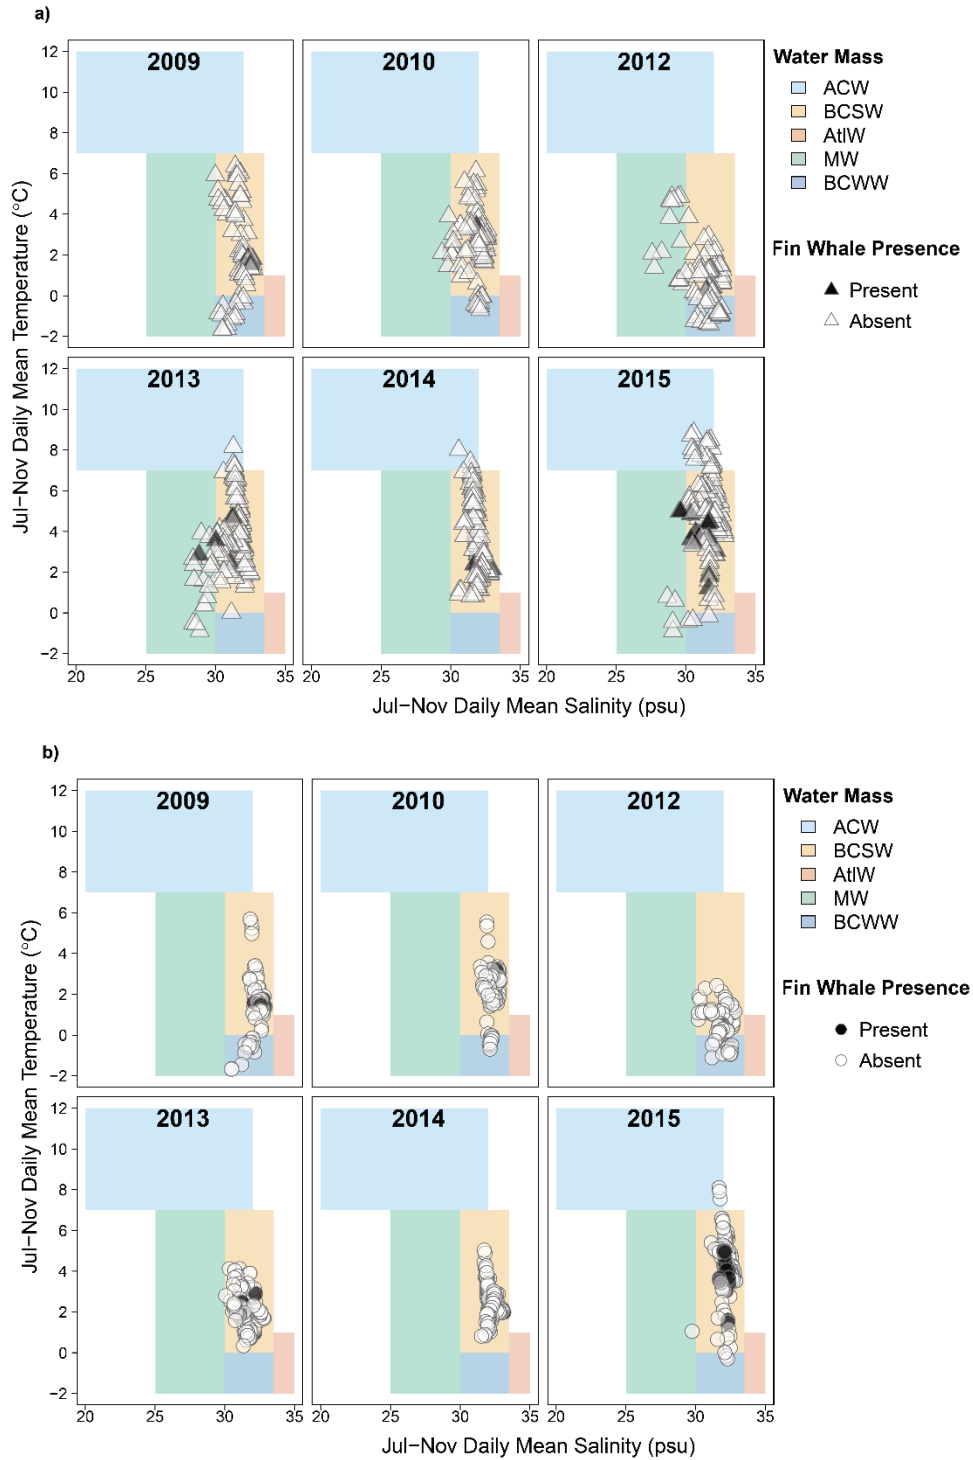 a)
2009
2010
2012
12
10
8
6
4
2
0
−2
2013
2014
2015
12
10
8
6
4
2
0
−2
20
25
30
35
20
25
30
35
20
25
30
35
Jul−Nov Daily Mean Temperature (°C)
Jul−Nov Daily Mean Salinity (psu)
Water Mass
ACW
BCSW
AtlW
MW
BCWW
Fin Whale Presence
Present
Absent
b)
2009
2010
2012
12
10
8
6
4
2
0
−2
2013
2014
2015
12
10
8
6
4
2
0
−2
20
25
30
35
20
25
30
35
20
25
30
35
Jul−Nov Daily Mean Temperature (°C)
Jul−Nov Daily Mean Salinity (psu)
Water Mass
ACW
BCSW
AtlW
MW
BCWW
Fin Whale Presence
Present
Absent